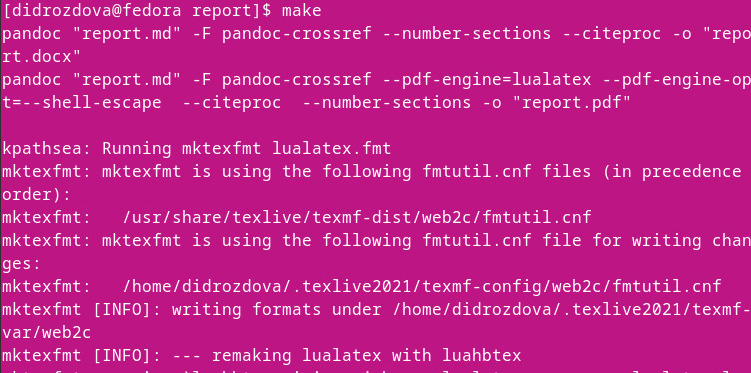 [didrozdova@fedora report]$ make
pandoc "report.md" -F pandoc-crossref --number-sections --citeproc -o "repo
rt.docx"
pandoc "report.md" -F pandoc-crossref --pdf-engine=lualatex --pdf-engine-op
t=--shell-escape  --citeproc  --number-sections -o "report.pdf"

kpathsea: Running mktexfmt lualatex.fmt
mktexfmt: mktexfmt is using the following fmtutil.cnf files (in precedence
order):
mktexfmt:   /usr/share/texlive/texmf-dist/web2c/fmtutil.cnf
mktexfmt: mktexfmt is using the following fmtutil.cnf file for writing chan
ges:
mktexfmt:   /home/didrozdova/.texlive2021/texmf-config/web2c/fmtutil.cnf
mktexfmt [INFO]: writing formats under /home/didrozdova/.texlive2021/texmf-
var/web2c
mktexfmt [INFO]: --- remaking lualatex with luahbtex